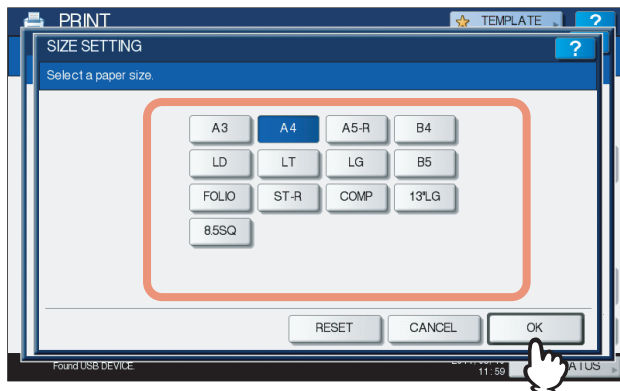 PRINT TEMPLATE ?
SIZE SETTING ?
Select a paper size.
A3 A4 A5-R B4
LD LT LG B5
FOLIO ST-R COMP 13"LG
8.5SQ
RESET CANCEL OK
Found USB DEVICE.
11:59